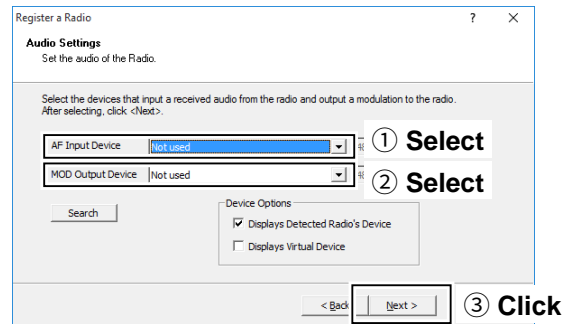 Register a Radio ? ×
Audio Settings
Set the audio of the Radio.
Select the devices that input a received audio from the radio and output a modulation to the radio.
After selecting, click <Next>.
AF Input Device Not used ① Select
MOD Output Device Not used ② Select
Search
Device Options
Displays Detected Radio's Device
Displays Virtual Device
< Back Next > ③ Click